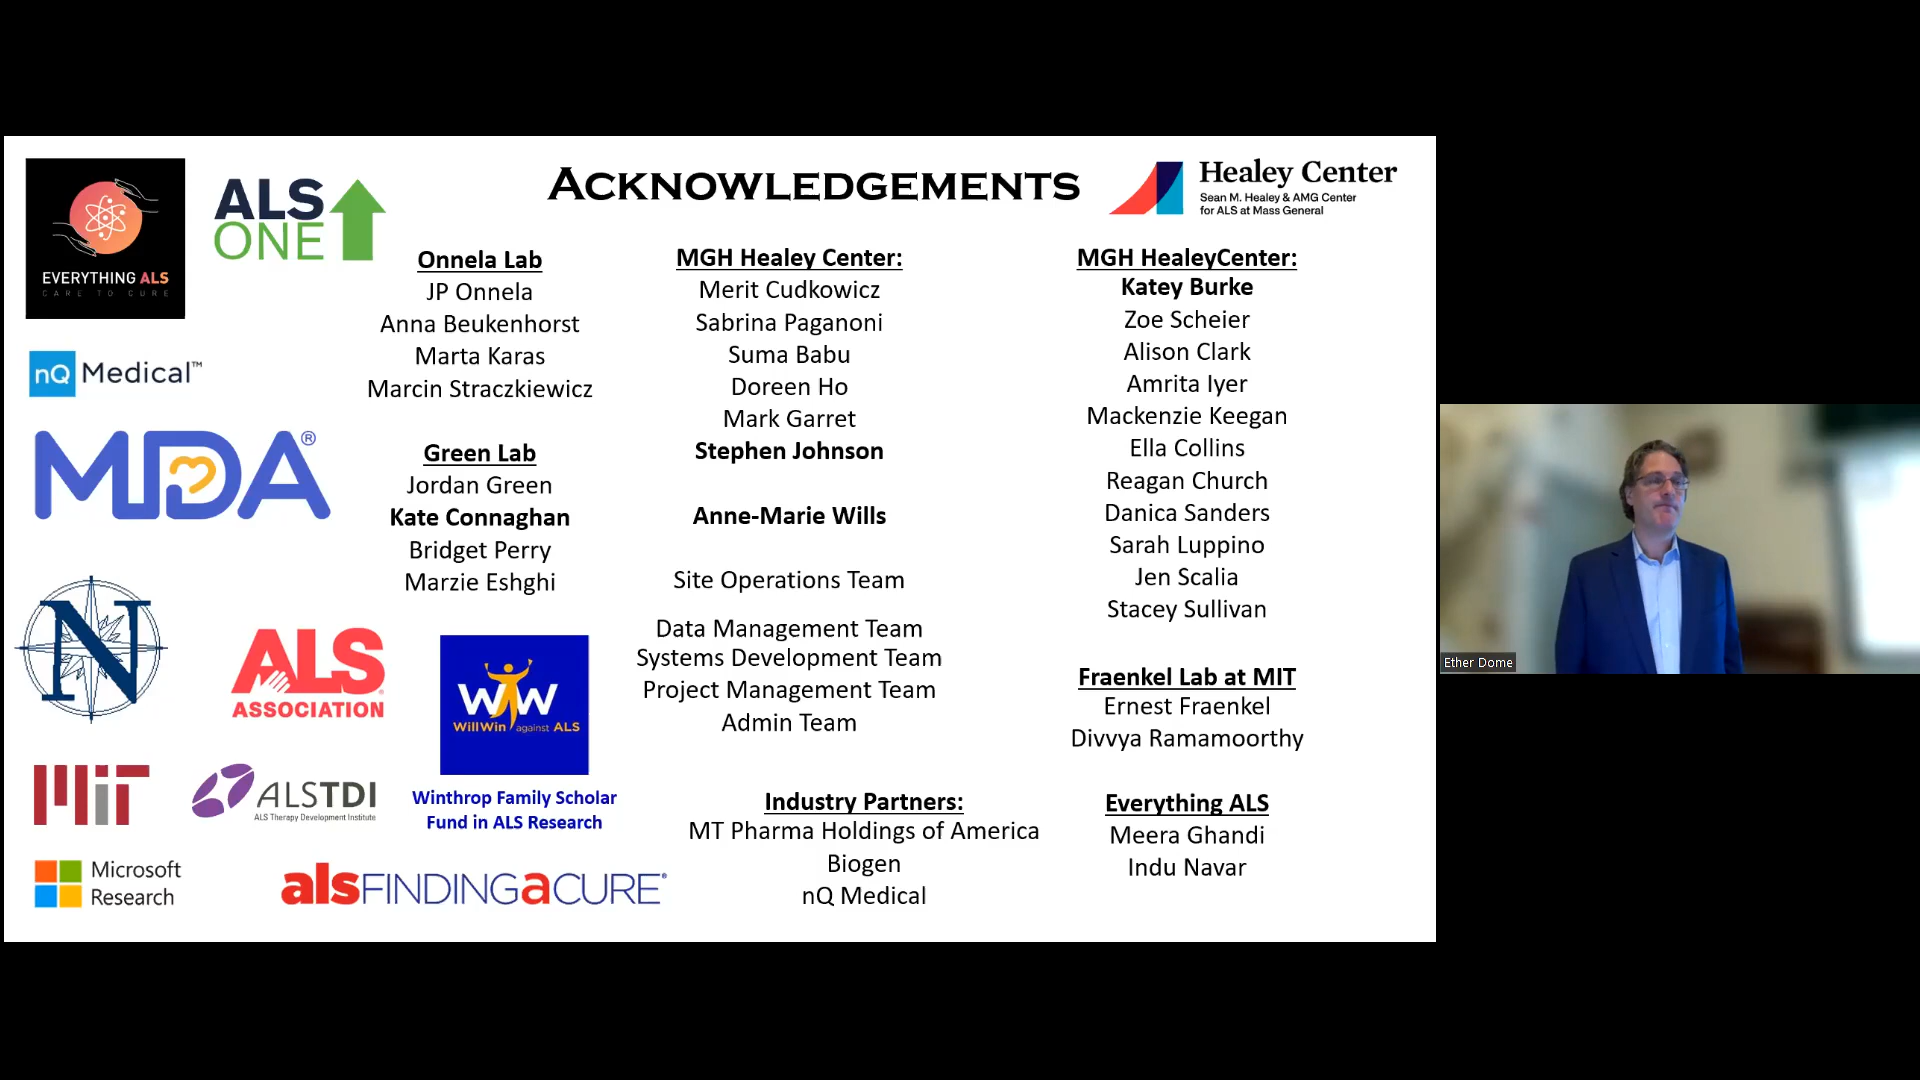 ACKNOWLEDGEMENTS
Healey Center
Sean M. Healey & AMG Center
for ALS at Mass General
EVERYTHING ALS
CARE TO CURE
ALS
ONE
nQ Medical™
MDA®
N
ALS
ASSOCIATION
MiT
ALSTDI
ALS Therapy Development Institute
Microsoft
Research
alsFINDINGaCURE®
WW
WillWin against ALS
Winthrop Family Scholar
Fund in ALS Research
Onnela Lab
JP Onnela
Anna Beukenhorst
Marta Karas
Marcin Straczkiewicz
Green Lab
Jordan Green
Kate Connaghan
Bridget Perry
Marzie Eshghi
MGH Healey Center:
Merit Cudkowicz
Sabrina Paganoni
Suma Babu
Doreen Ho
Mark Garret
Stephen Johnson
Anne-Marie Wills
Site Operations Team
Data Management Team
Systems Development Team
Project Management Team
Admin Team
Industry Partners:
MT Pharma Holdings of America
Biogen
nQ Medical
MGH HealeyCenter:
Katey Burke
Zoe Scheier
Alison Clark
Amrita Iyer
Mackenzie Keegan
Ella Collins
Reagan Church
Danica Sanders
Sarah Luppino
Jen Scalia
Stacey Sullivan
Fraenkel Lab at MIT
Ernest Fraenkel
Divvya Ramamoorthy
Everything ALS
Meera Ghandi
Indu Navar
Ether Dome